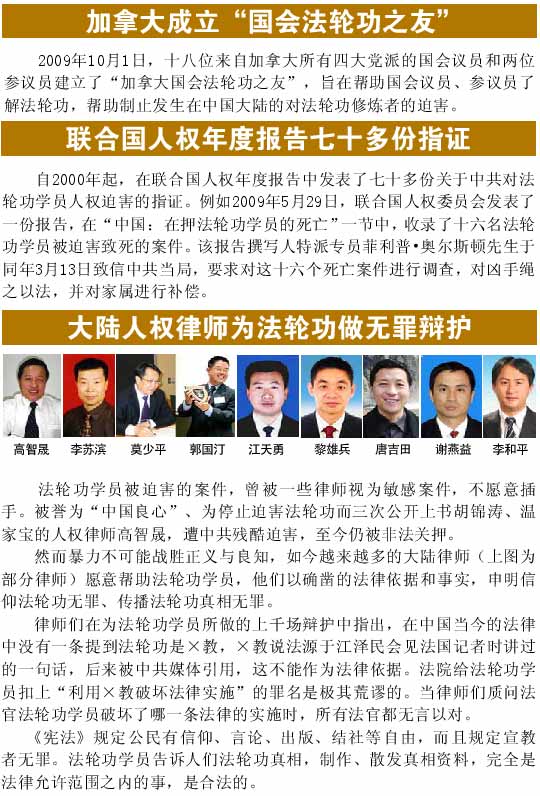 加拿大成立“国会法轮功之友”
2009年10月1日，十八位来自加拿大所有四大党派的国会议员和两位
参议员建立了“加拿大国会法轮功之友”，旨在帮助国会议员、参议员了
解法轮功，帮助制止发生在中国大陆的对法轮功修炼者的迫害。
联合国人权年度报告七十多份指证
自2000年起，在联合国人权年度报告中发表了七十多份关于中共对法
轮功学员人权迫害的指证。例如2009年5月29日，联合国人权委员会发表了
一份报告，在“中国：在押法轮功学员的死亡”一节中，收录了十六名法轮
功学员被迫害致死的案件。该报告撰写人特派专员菲利普•奥尔斯顿先生于
同年3月13日致信中共当局，要求对这十六个死亡案件进行调查，对凶手绳
之以法，并对家属进行补偿。
大陆人权律师为法轮功做无罪辩护
高智晟 李苏滨 莫少平 郭国汀 江天勇 黎雄兵 唐吉田 谢燕益 李和平
法轮功学员被迫害的案件，曾被一些律师视为敏感案件，不愿意插
手。被誉为“中国良心”、为停止迫害法轮功而三次公开上书胡锦涛、温
家宝的人权律师高智晟，遭中共残酷迫害，至今仍被非法关押。
然而暴力不可能战胜正义与良知，如今越来越多的大陆律师（上图为
部分律师）愿意帮助法轮功学员，他们以确凿的法律依据和事实，申明信
仰法轮功无罪、传播法轮功真相无罪。
律师们在为法轮功学员所做的上千场辩护中指出，在中国当今的法律
中没有一条提到法轮功是×教，×教说法源于江泽民会见法国记者时讲过
的一句话，后来被中共媒体引用，这不能作为法律依据。法院给法轮功学
员扣上“利用×教破坏法律实施”的罪名是极其荒谬的。当律师们质问法
官法轮功学员破坏了哪一条法律的实施时，所有法官都无言以对。
《宪法》规定公民有信仰、言论、出版、结社等自由，而且规定宣教
者无罪。法轮功学员告诉人们法轮功真相，制作、散发真相资料，完全是
法律允许范围之内的事，是合法的。